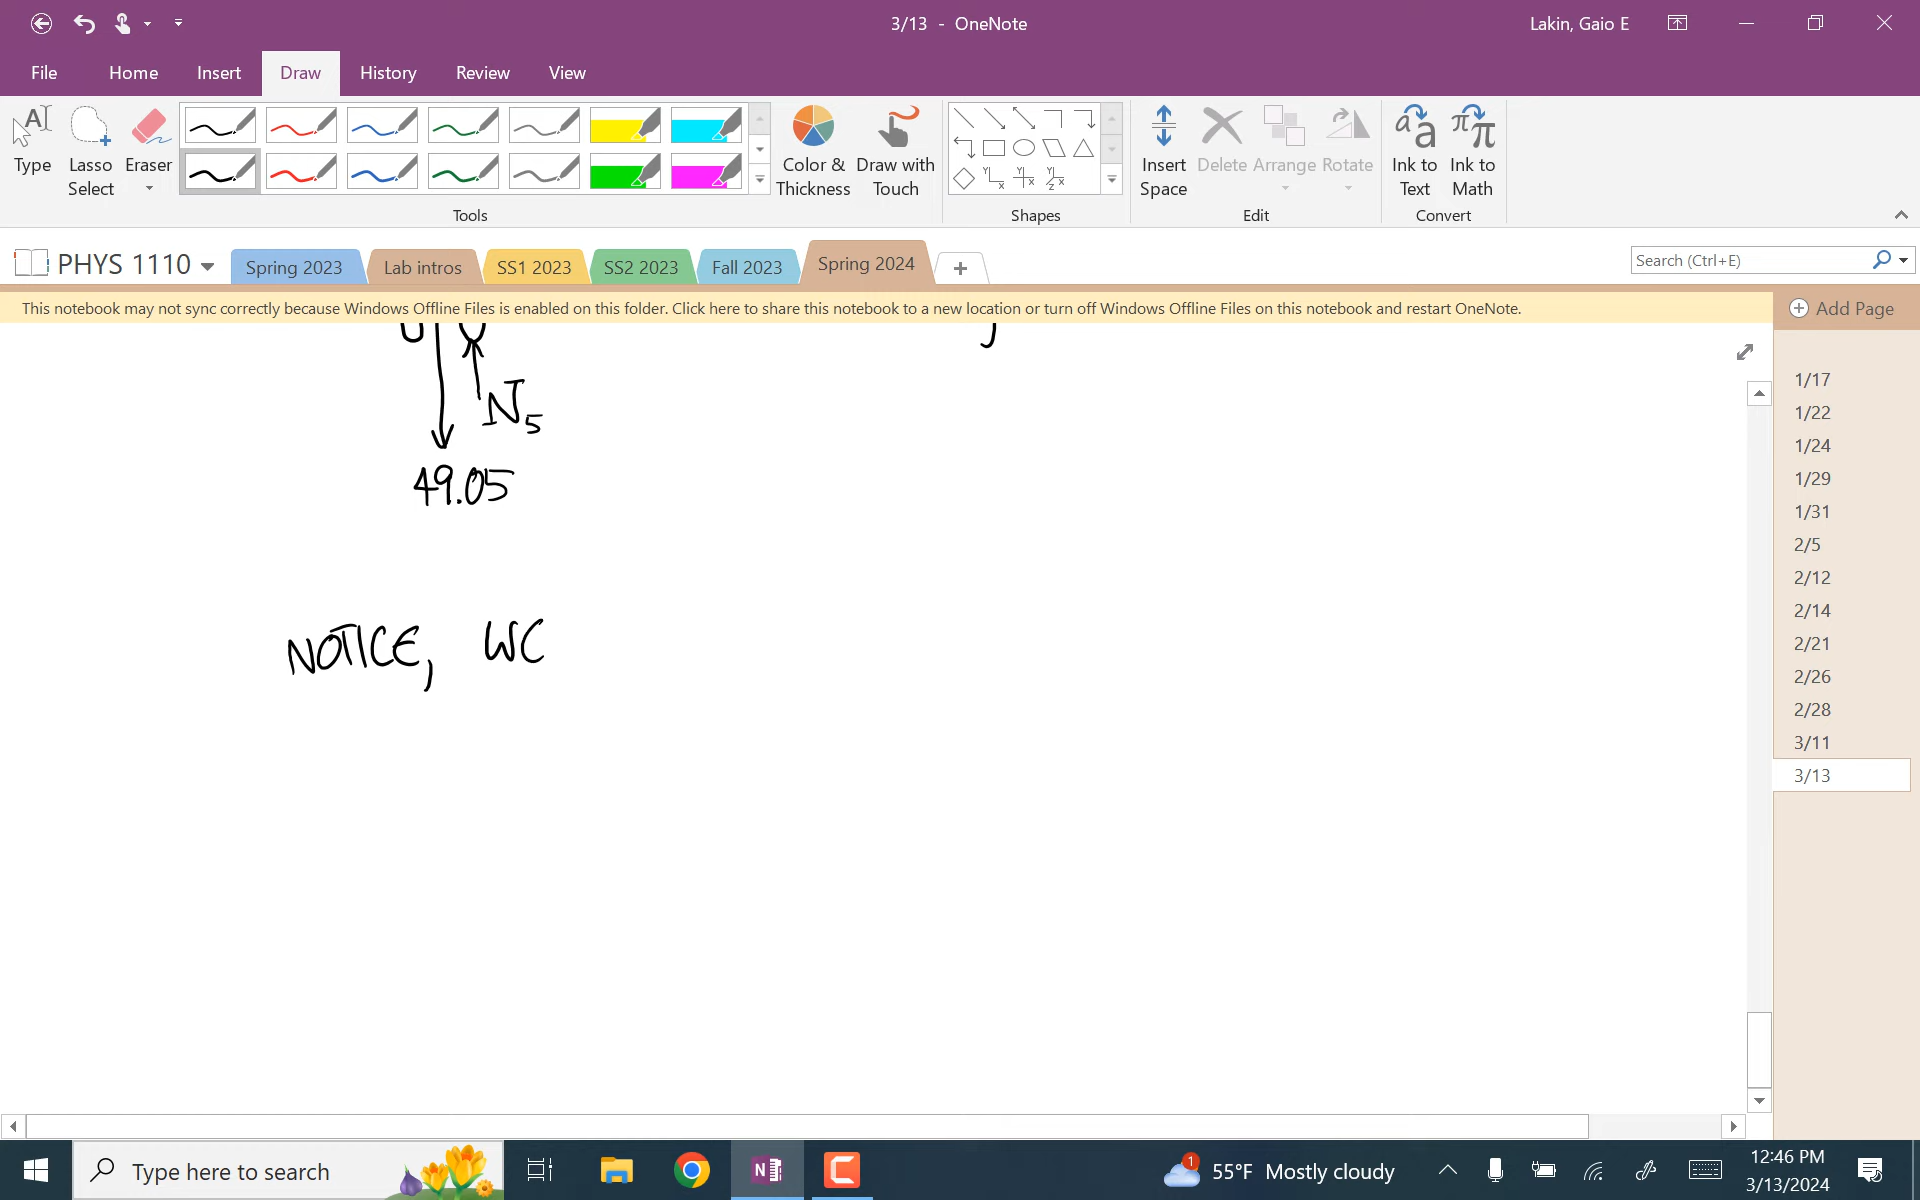 3/13 - OneNote
Lakin, Gaio E
File Home Insert Draw History Review View
Type
Lasso Select
Eraser
Color & Thickness
Draw with Touch
Insert Space
Delete
Arrange
Rotate
Ink to Text
Ink to Math
Tools Shapes Edit Convert
PHYS 1110 Spring 2023 Lab intros SS1 2023 SS2 2023 Fall 2023 Spring 2024
Search (Ctrl+E)
This notebook may not sync correctly because Windows Offline Files is enabled on this folder. Click here to share this notebook to a new location or turn off Windows Offline Files on this notebook and restart OneNote.
Add Page
N5
49.05
NOTICE, WC
1/17
1/22
1/24
1/29
1/31
2/5
2/12
2/14
2/21
2/26
2/28
3/11
3/13
Type here to search
1
55°F Mostly cloudy
12:46 PM
3/13/2024